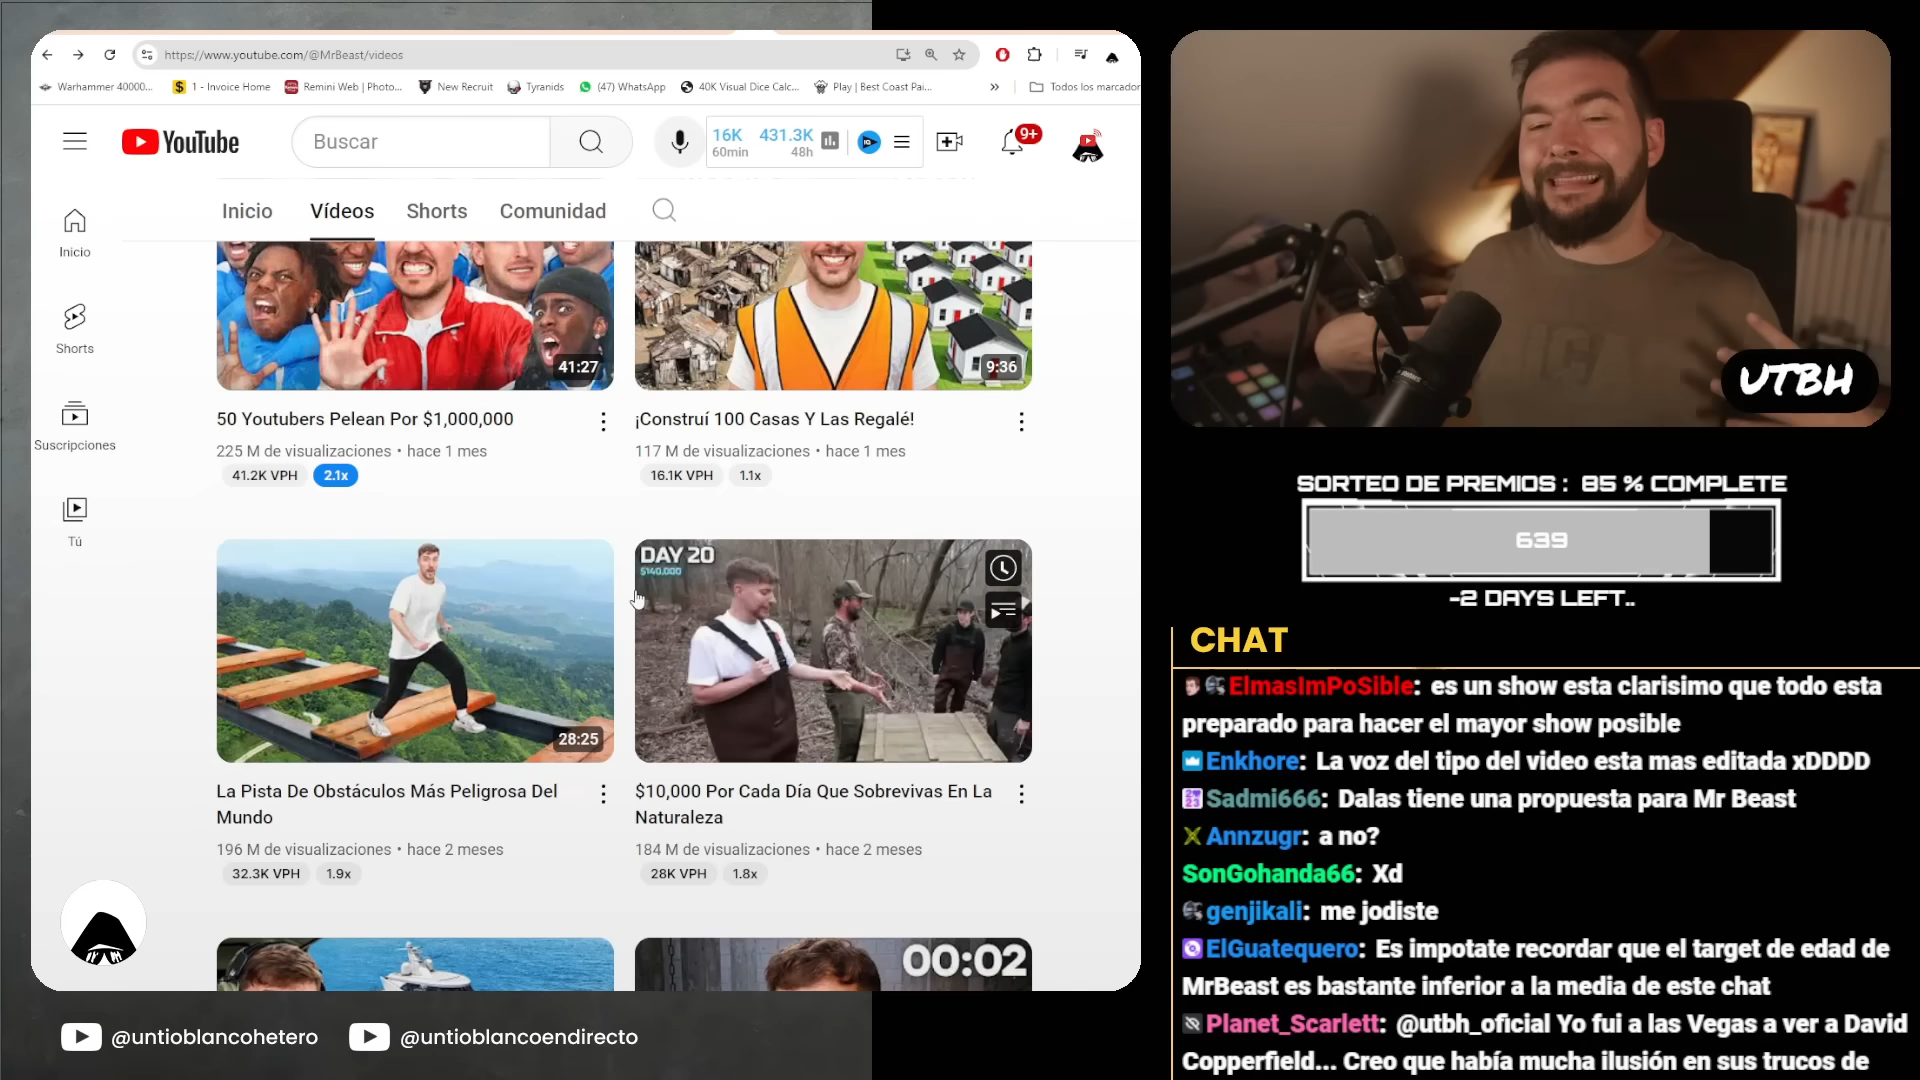 https://www.youtube.com/@MrBeast/videos
Warhammer 40000...
1 - Invoice Home
Remini Web | Photo...
New Recruit
Tyranids
(47) WhatsApp
40K Visual Dice Calc...
Play | Best Coast Pai...
Todos los marcador
YouTube
Buscar
16K 431.3K
60min 48h
9+
Inicio Vídeos Shorts Comunidad
Inicio
Shorts
Suscripciones
Tú
41:27
9:36
50 Youtubers Pelean Por $1,000,000
225 M de visualizaciones • hace 1 mes
41.2K VPH 2.1x
¡Construí 100 Casas Y Las Regalé!
117 M de visualizaciones • hace 1 mes
16.1K VPH 1.1x
28:25
DAY 20
$140,000
La Pista De Obstáculos Más Peligrosa Del
Mundo
196 M de visualizaciones • hace 2 meses
32.3K VPH 1.9x
$10,000 Por Cada Día Que Sobrevivas En La
Naturaleza
184 M de visualizaciones • hace 2 meses
28K VPH 1.8x
00:02
@untioblancohetero @untioblancoendirecto
UTBH
SORTEO DE PREMIOS : 85 % COMPLETE
639
-2 DAYS LEFT..
CHAT
ElmasImPoSible: es un show esta clarisimo que todo esta
preparado para hacer el mayor show posible
Enkhore: La voz del tipo del video esta mas editada xDDDD
Sadmi666: Dalas tiene una propuesta para Mr Beast
Annzugr: a no?
SonGohanda66: Xd
genjikali: me jodiste
ElGuatequero: Es impotate recordar que el target de edad de
MrBeast es bastante inferior a la media de este chat
Planet_Scarlett: @utbh_oficial Yo fui a las Vegas a ver a David
Copperfield... Creo que había mucha ilusión en sus trucos de